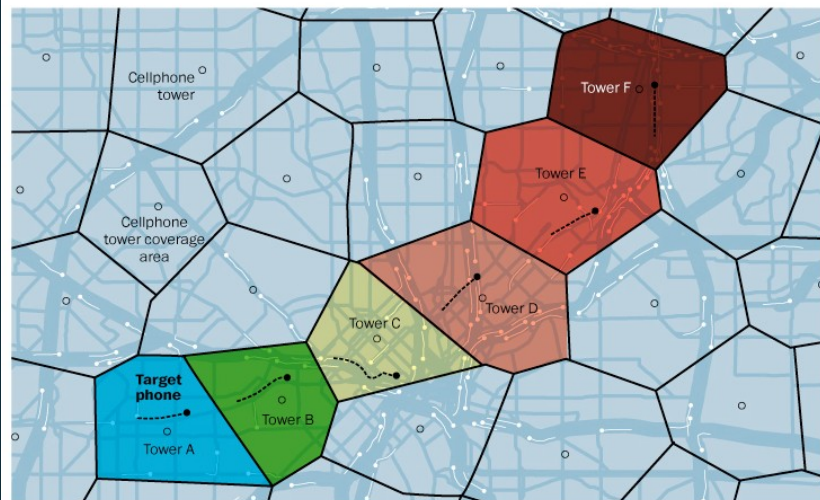 Cellphone
tower
Tower F
Tower E
Cellphone
tower coverage
area
Tower D
Tower C
Target
phone
Tower B
Tower A